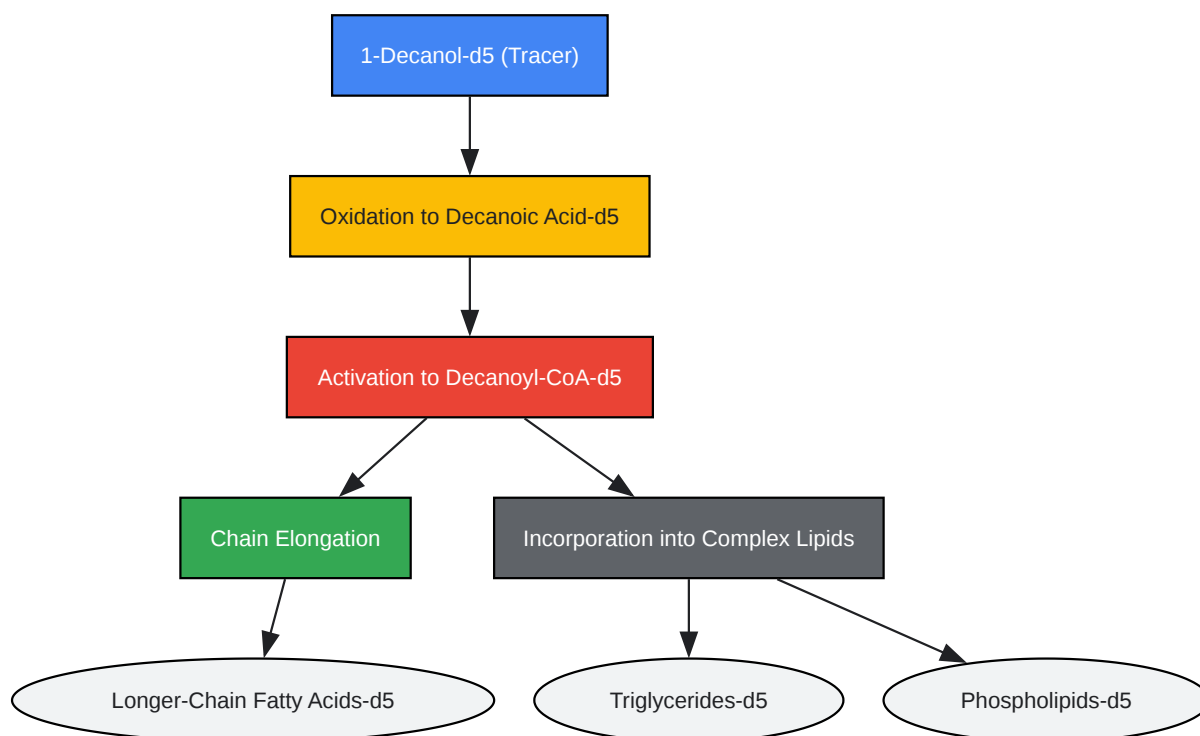 1-Decanol-d5 (Tracer)
Oxidation to Decanoic Acid-d5
Activation to Decanoyl-CoA-d5
Chain Elongation
Incorporation into Complex Lipids
Longer-Chain Fatty Acids-d5
Triglycerides-d5
Phospholipids-d5